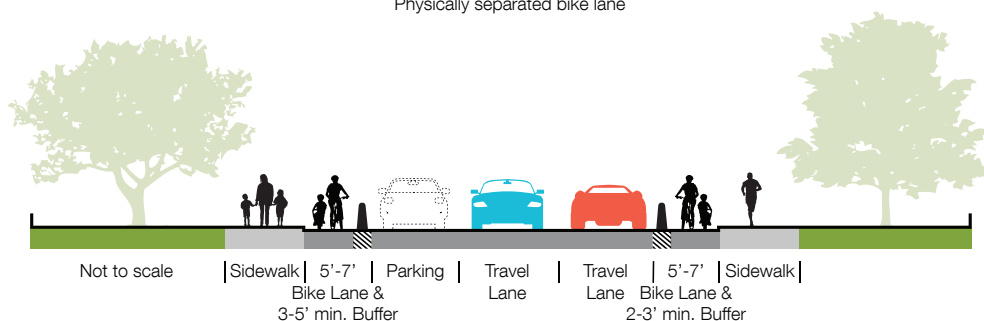 Physically separated bike lane
Not to scale
Sidewalk
5’-7’
Bike Lane &
3-5’ min. Buffer
Parking
Travel
Lane
Travel
Lane
5’-7’
Bike Lane &
2-3’ min. Buffer
Sidewalk